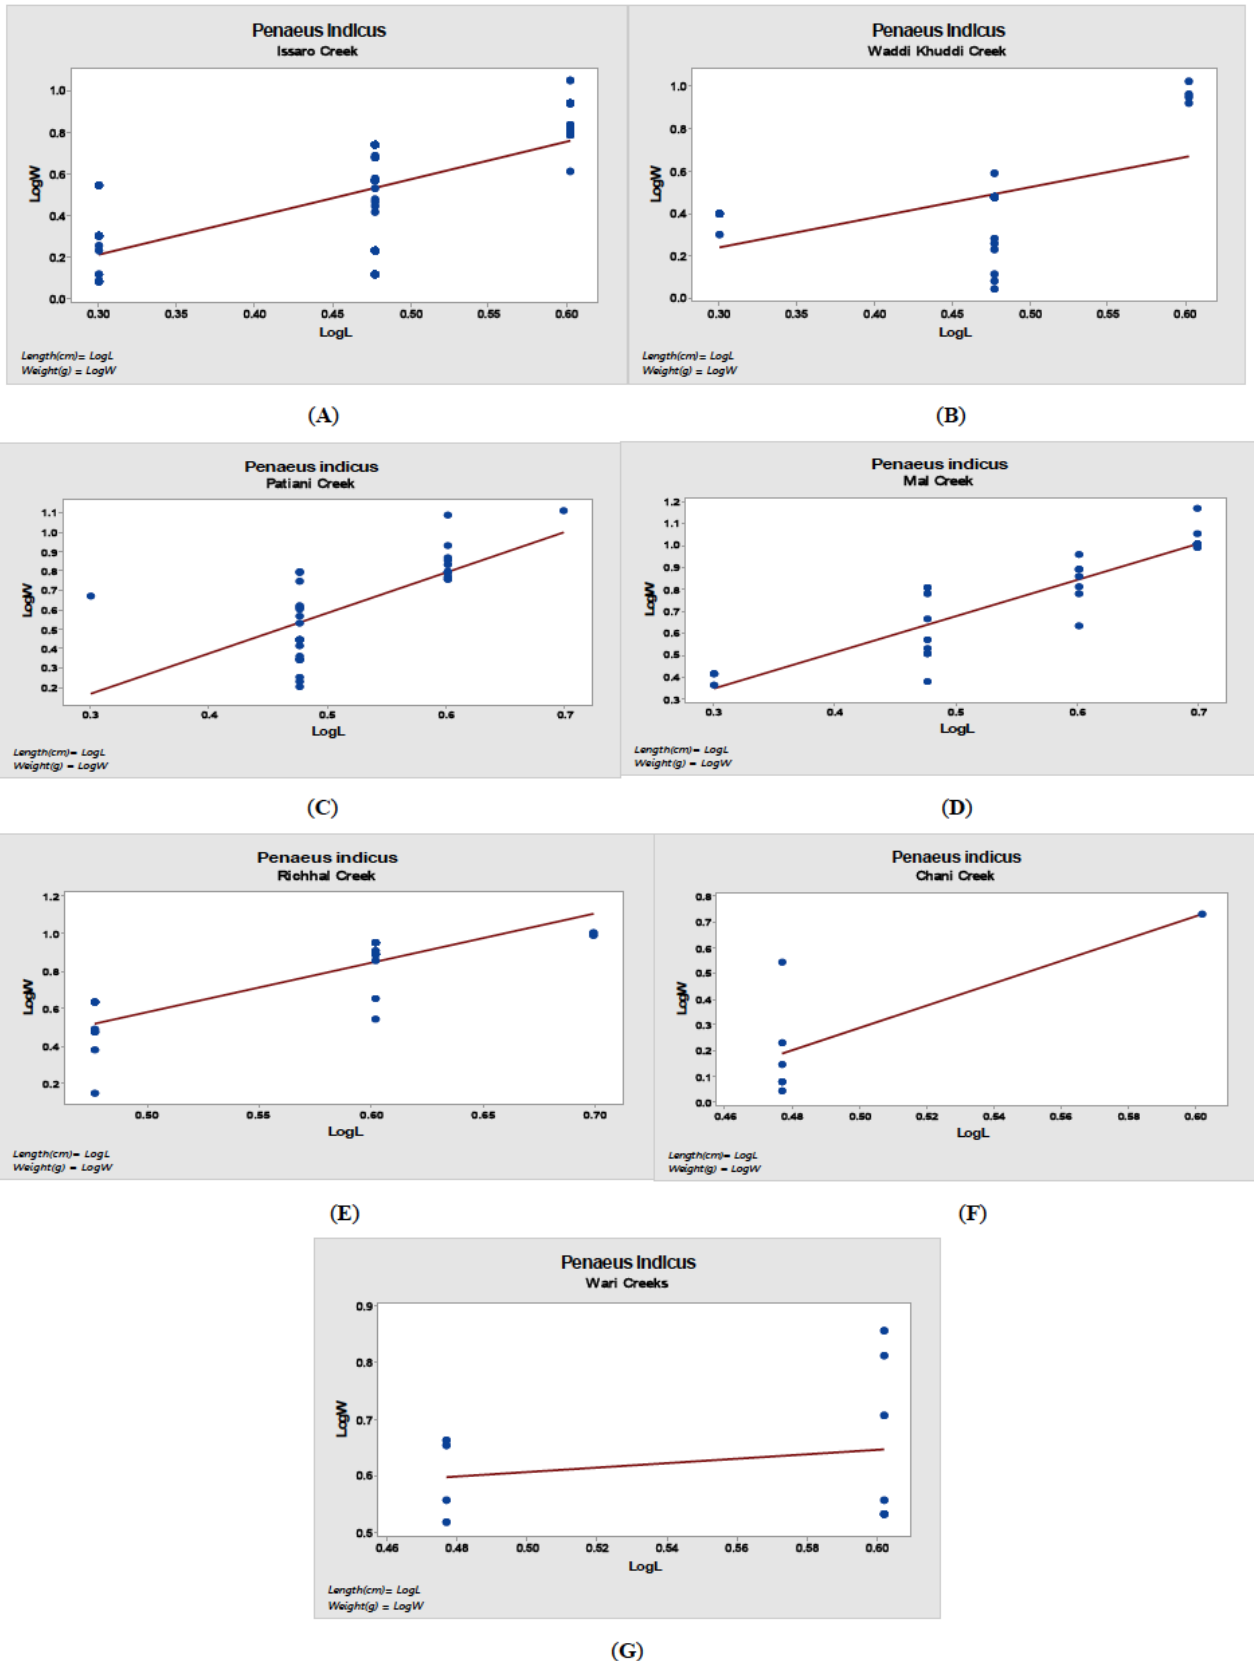 Penaeus Indicus
Issaro Creek
LogW
1.0
0.8
0.6
0.4
0.2
0.0
0.30 0.35 0.40 0.45 0.50 0.55 0.60
LogL
Length(cm)= LogL
Weight(g) = LogW
(A)
Penaeus Indicus
Waddi Khuddi Creek
LogW
1.0
0.8
0.6
0.4
0.2
0.0
0.30 0.35 0.40 0.45 0.50 0.55 0.60
LogL
Length(cm)= LogL
Weight(g) = LogW
(B)
Penaeus indicus
Patiani Creek
LogW
1.1
1.0
0.9
0.8
0.7
0.6
0.5
0.4
0.3
0.2
0.3 0.4 0.5 0.6 0.7
LogL
Length(cm)= LogL
Weight(g) = LogW
(C)
Penaeus indicus
Mal Creek
LogW
1.2
1.1
1.0
0.9
0.8
0.7
0.6
0.5
0.4
0.3
0.3 0.4 0.5 0.6 0.7
LogL
Length(cm)= LogL
Weight(g) = LogW
(D)
Penaeus indicus
Richhal Creek
LogW
1.2
1.0
0.8
0.6
0.4
0.2
0.50 0.55 0.60 0.65 0.70
LogL
Length(cm)= LogL
Weight(g) = LogW
(E)
Penaeus indicus
Chani Creek
LogW
0.8
0.7
0.6
0.5
0.4
0.3
0.2
0.1
0.0
0.46 0.48 0.50 0.52 0.54 0.56 0.58 0.60
LogL
Length(cm)= LogL
Weight(g) = LogW
(F)
Penaeus Indicus
Wari Creeks
LogW
0.9
0.8
0.7
0.6
0.5
0.46 0.48 0.50 0.52 0.54 0.56 0.58 0.60
LogL
Length(cm)= LogL
Weight(g) = LogW
(G)